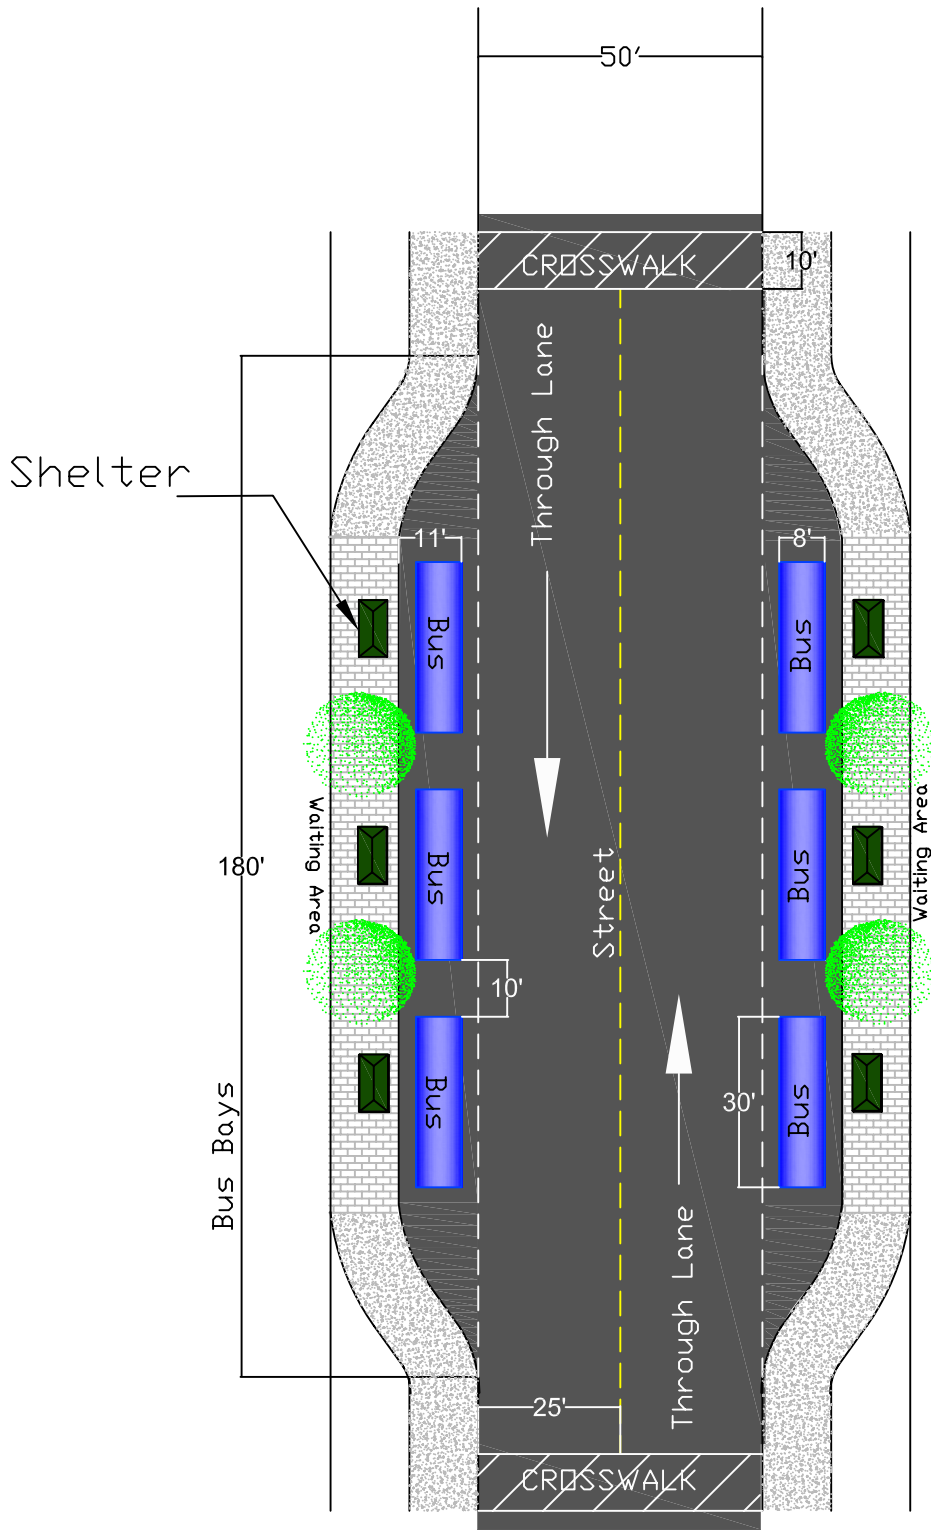 50'
CROSSWALK
10'
Through Lane
Shelter
11'
8'
Bus
Bus
Waiting Area
Waiting Area
180'
Bus
Bus
Street
10'
Bus Bays
Bus
30'
Bus
Through Lane
25'
CROSSWALK